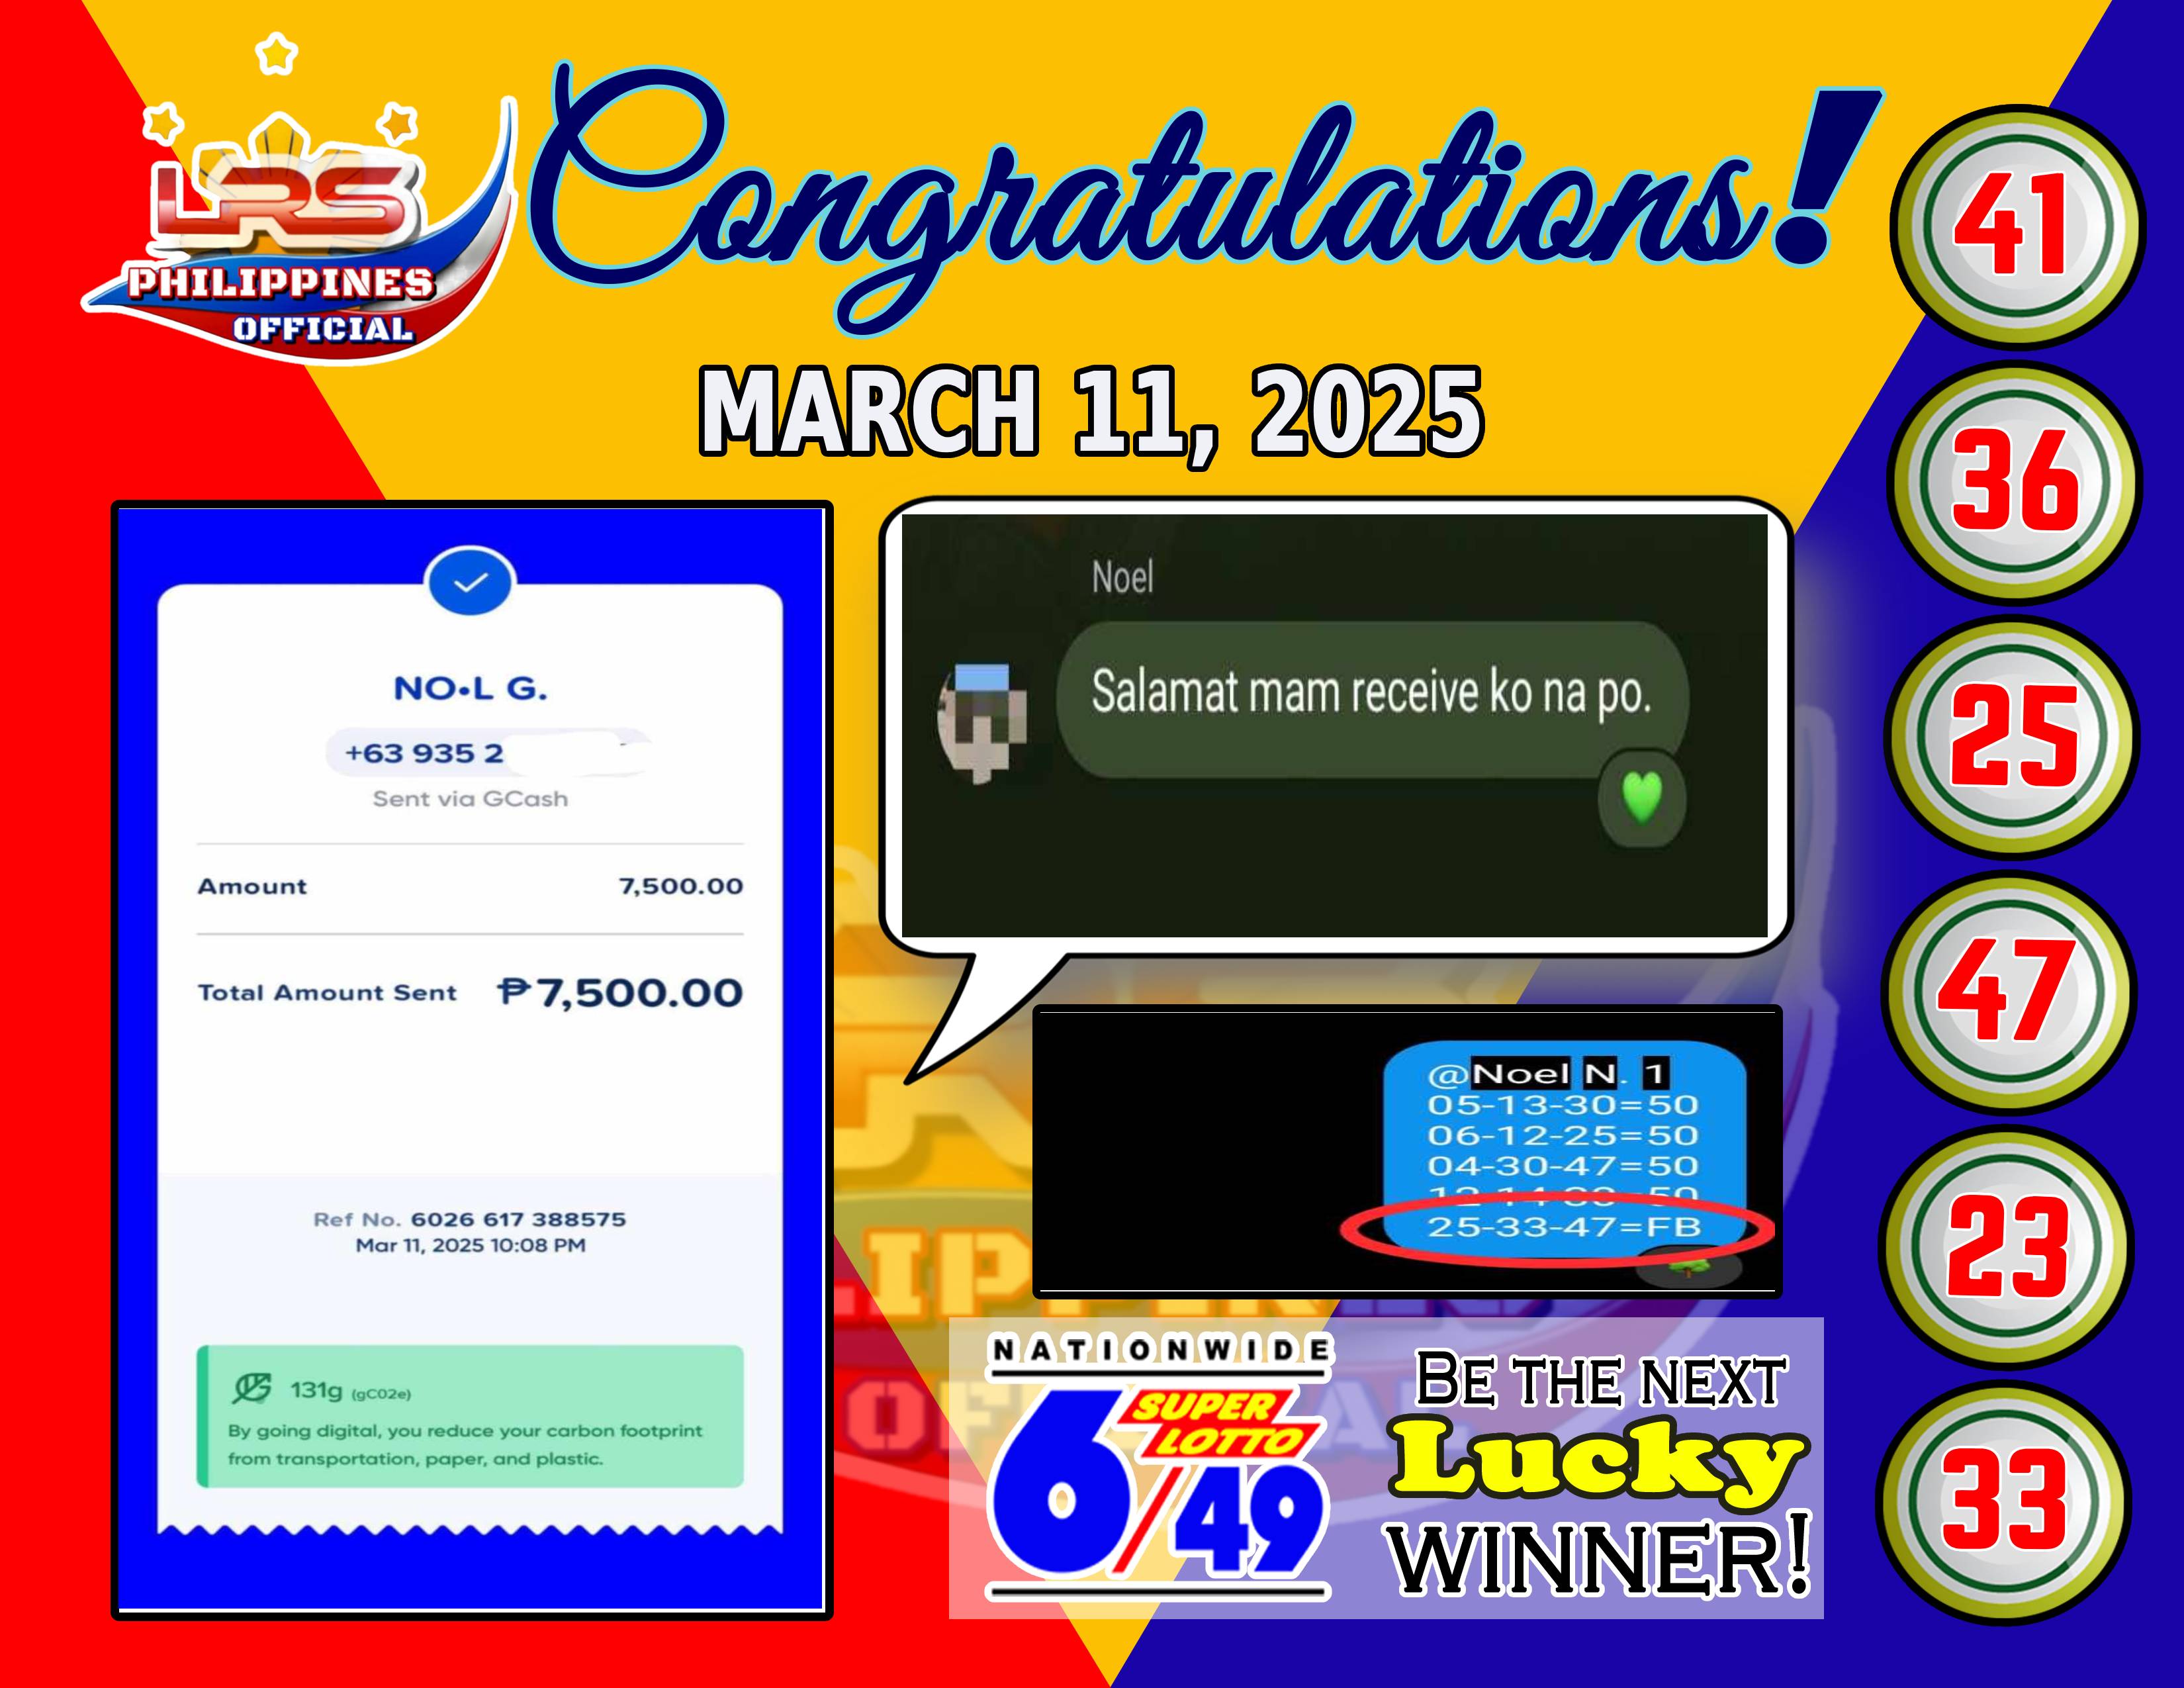 LRS
PHILIPPINES
OFFICIAL
Congratulations!
MARCH 11, 2025
NO•L G.
+63 935 2
Sent via GCash
Amount 7,500.00
Total Amount Sent ₱7,500.00
Ref No. 6026 617 388575
Mar 11, 2025 10:08 PM
131g (gCO2e)
By going digital, you reduce your carbon footprint
from transportation, paper, and plastic.
Noel
Salamat mam receive ko na po.
@Noel N. 1
05-13-30=50
06-12-25=50
04-30-47=50
25-33-47=FB
NATIONWIDE
SUPER
LOTTO
6/49
BE THE NEXT
Lucky
WINNER!
41
36
25
47
23
33